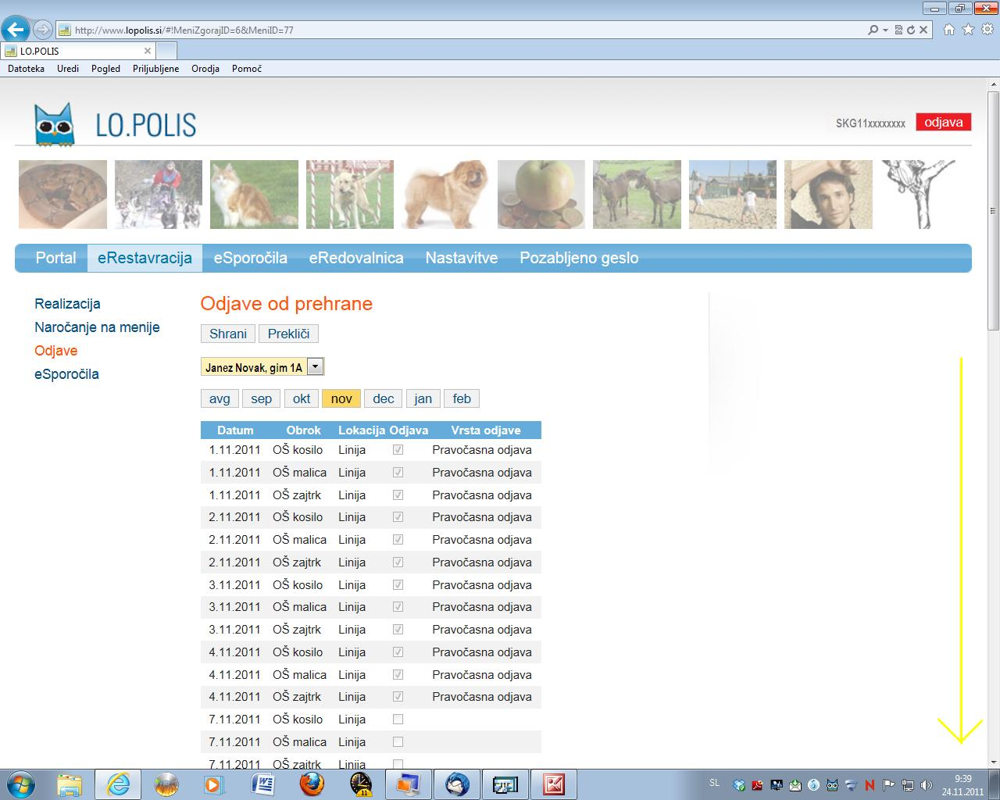 http://www.lopolis.si/#!MeniZgorajID=6&MeniID=77
LO.POLIS
Datoteka Uredi Pogled Priljubljene Orodja Pomoč
LO.POLIS
SKG11xxxxxxxx odjava
Portal eRestavracija eSporočila eRedovalnica Nastavitve Pozabljeno geslo
Realizacija
Naročanje na menije
Odjave
eSporočila
Odjave od prehrane
Shrani Prekliči
Janez Novak, gim 1A
avg sep okt nov dec jan feb
Datum Obrok Lokacija Odjava Vrsta odjave
1.11.2011 OŠ kosilo Linija Pravočasna odjava
1.11.2011 OŠ malica Linija Pravočasna odjava
1.11.2011 OŠ zajtrk Linija Pravočasna odjava
2.11.2011 OŠ kosilo Linija Pravočasna odjava
2.11.2011 OŠ malica Linija Pravočasna odjava
2.11.2011 OŠ zajtrk Linija Pravočasna odjava
3.11.2011 OŠ kosilo Linija Pravočasna odjava
3.11.2011 OŠ malica Linija Pravočasna odjava
3.11.2011 OŠ zajtrk Linija Pravočasna odjava
4.11.2011 OŠ kosilo Linija Pravočasna odjava
4.11.2011 OŠ malica Linija Pravočasna odjava
4.11.2011 OŠ zajtrk Linija Pravočasna odjava
7.11.2011 OŠ kosilo Linija
7.11.2011 OŠ malica Linija
7.11.2011 OŠ zajtrk Linija
11
SL
9:39
24.11.2011